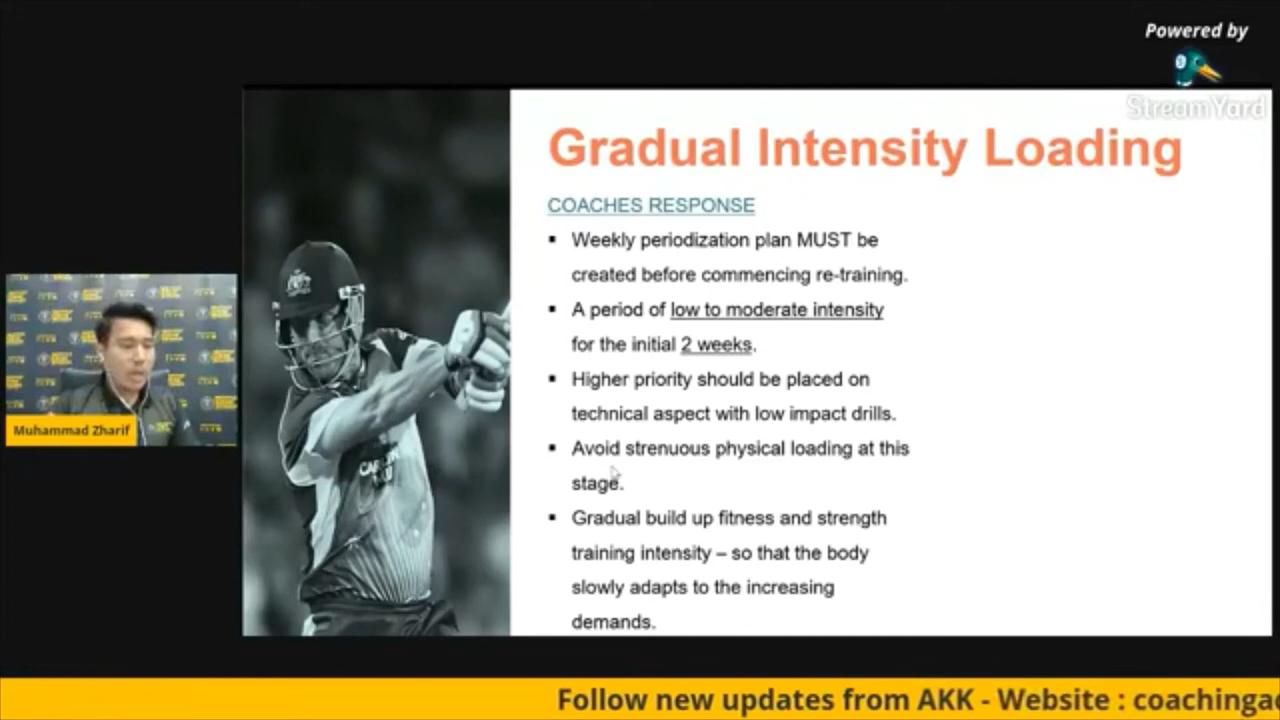 Powered by
StreamYard
Gradual Intensity Loading
COACHES RESPONSE
▪ Weekly periodization plan MUST be
created before commencing re-training.
▪ A period of low to moderate intensity
for the initial 2 weeks.
▪ Higher priority should be placed on
technical aspect with low impact drills.
▪ Avoid strenuous physical loading at this
stage.
▪ Gradual build up fitness and strength
training intensity – so that the body
slowly adapts to the increasing
demands.
Muhammad Zharif
Follow new updates from AKK - Website : coachinga